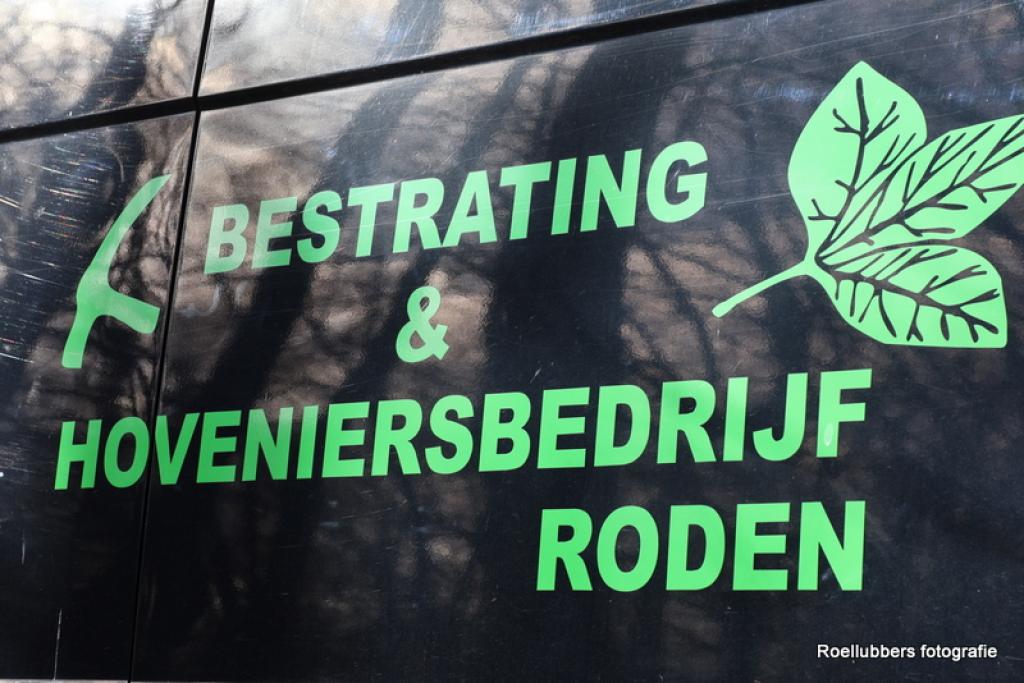 BESTRATING
&
HOVENIERSBEDRIJF
RODEN
Roellubbers fotografie